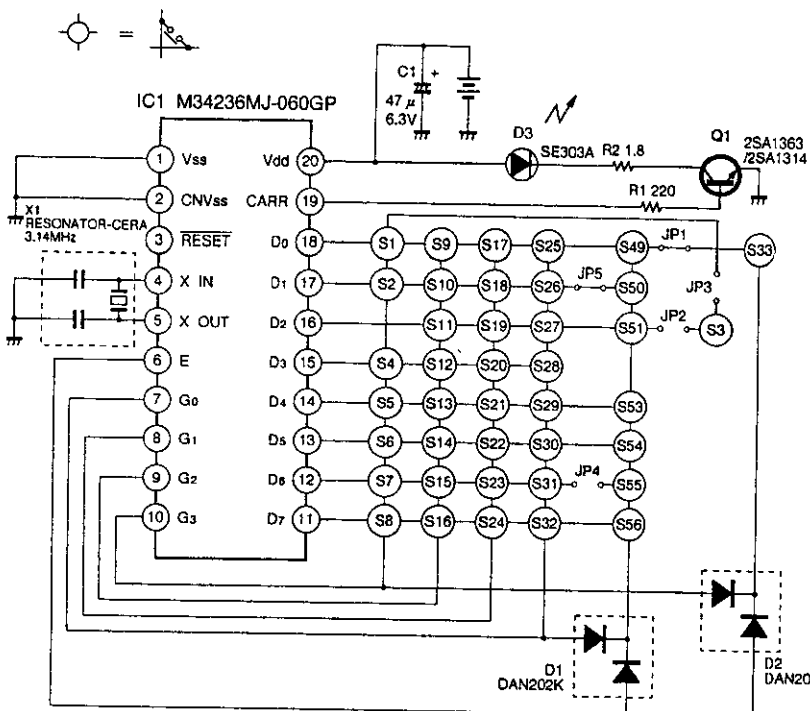 =
C1 +
47 μ
6.3V
IC1 M34236MJ-060GP
D3
SE303A
R2 1.8
Q1
2SA1363
/2SA1314
R1 220
1 Vss
Vdd 20
2 CNVss
CARR 19
X1
RESONATOR-CERA
3.14MHz
3 RESET
D0 18 S1 S9 S17 S25 S49 JP1 S33
4 X IN
D1 17 S2 S10 S18 S26 JP5 S50
JP3
5 X OUT
D2 16 S11 S19 S27 S51 JP2 S3
6 E
D3 15 S4 S12 S20 S28
7 G0
D4 14 S5 S13 S21 S29 S53
8 G1
D5 13 S6 S14 S22 S30 S54
9 G2
D6 12 S7 S15 S23 S31 JP4 S55
10 G3
D7 11 S8 S16 S24 S32 S56
D1
DAN202K
D2
DAN20